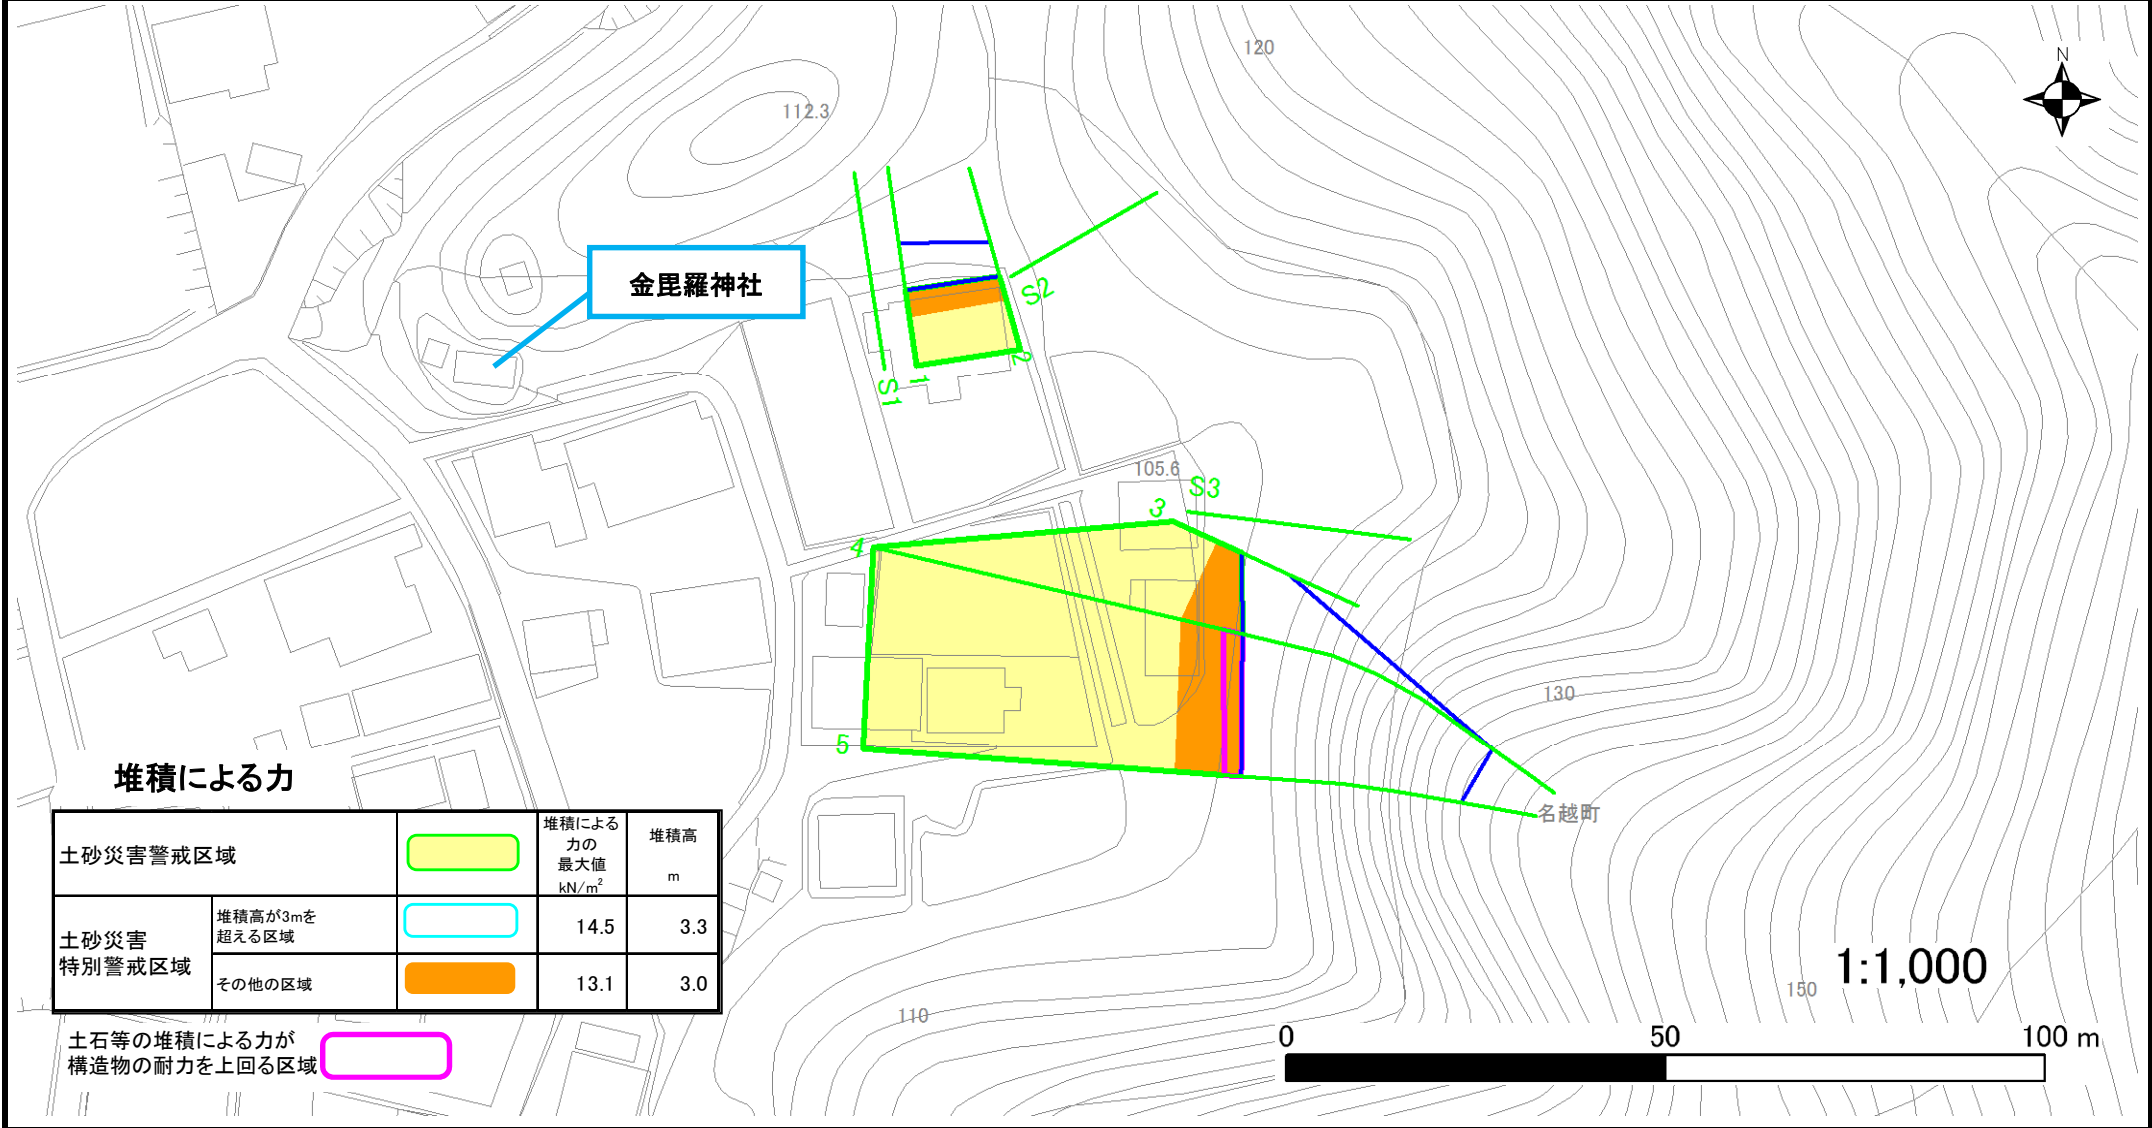 120
N
112.3
金毘羅神社
S2
2
1
S1
105.6
S3
3
4
5
130
名越町
堆積による力
土砂災害警戒区域
堆積による
力の
最大値
kN/m²
堆積高
m
土砂災害
特別警戒区域
堆積高が3mを
超える区域
14.5
3.3
その他の区域
13.1
3.0
土石等の堆積による力が
構造物の耐力を上回る区域
110
150
1:1,000
0
50
100 m